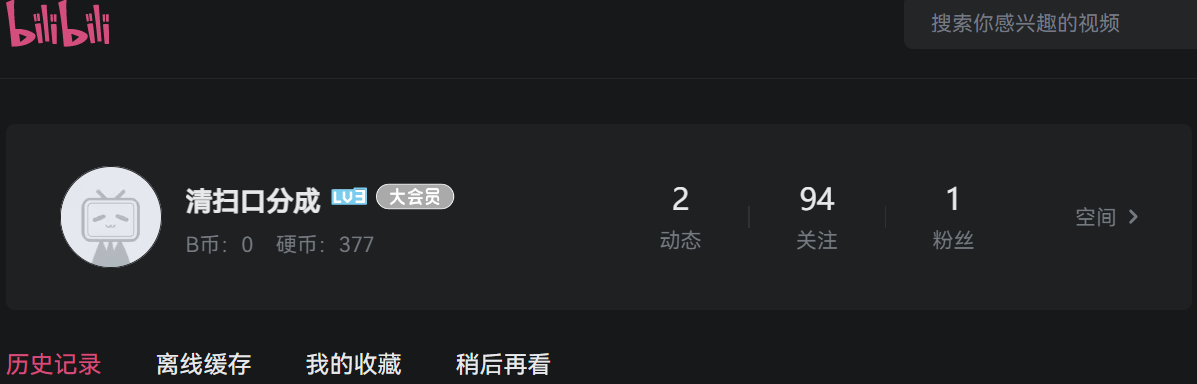 bilibili
搜索你感兴趣的视频
清扫口分成 LV3 大会员
B币：0 硬币：377
2 94 1
动态 关注 粉丝
空间 >
历史记录 离线缓存 我的收藏 稍后再看